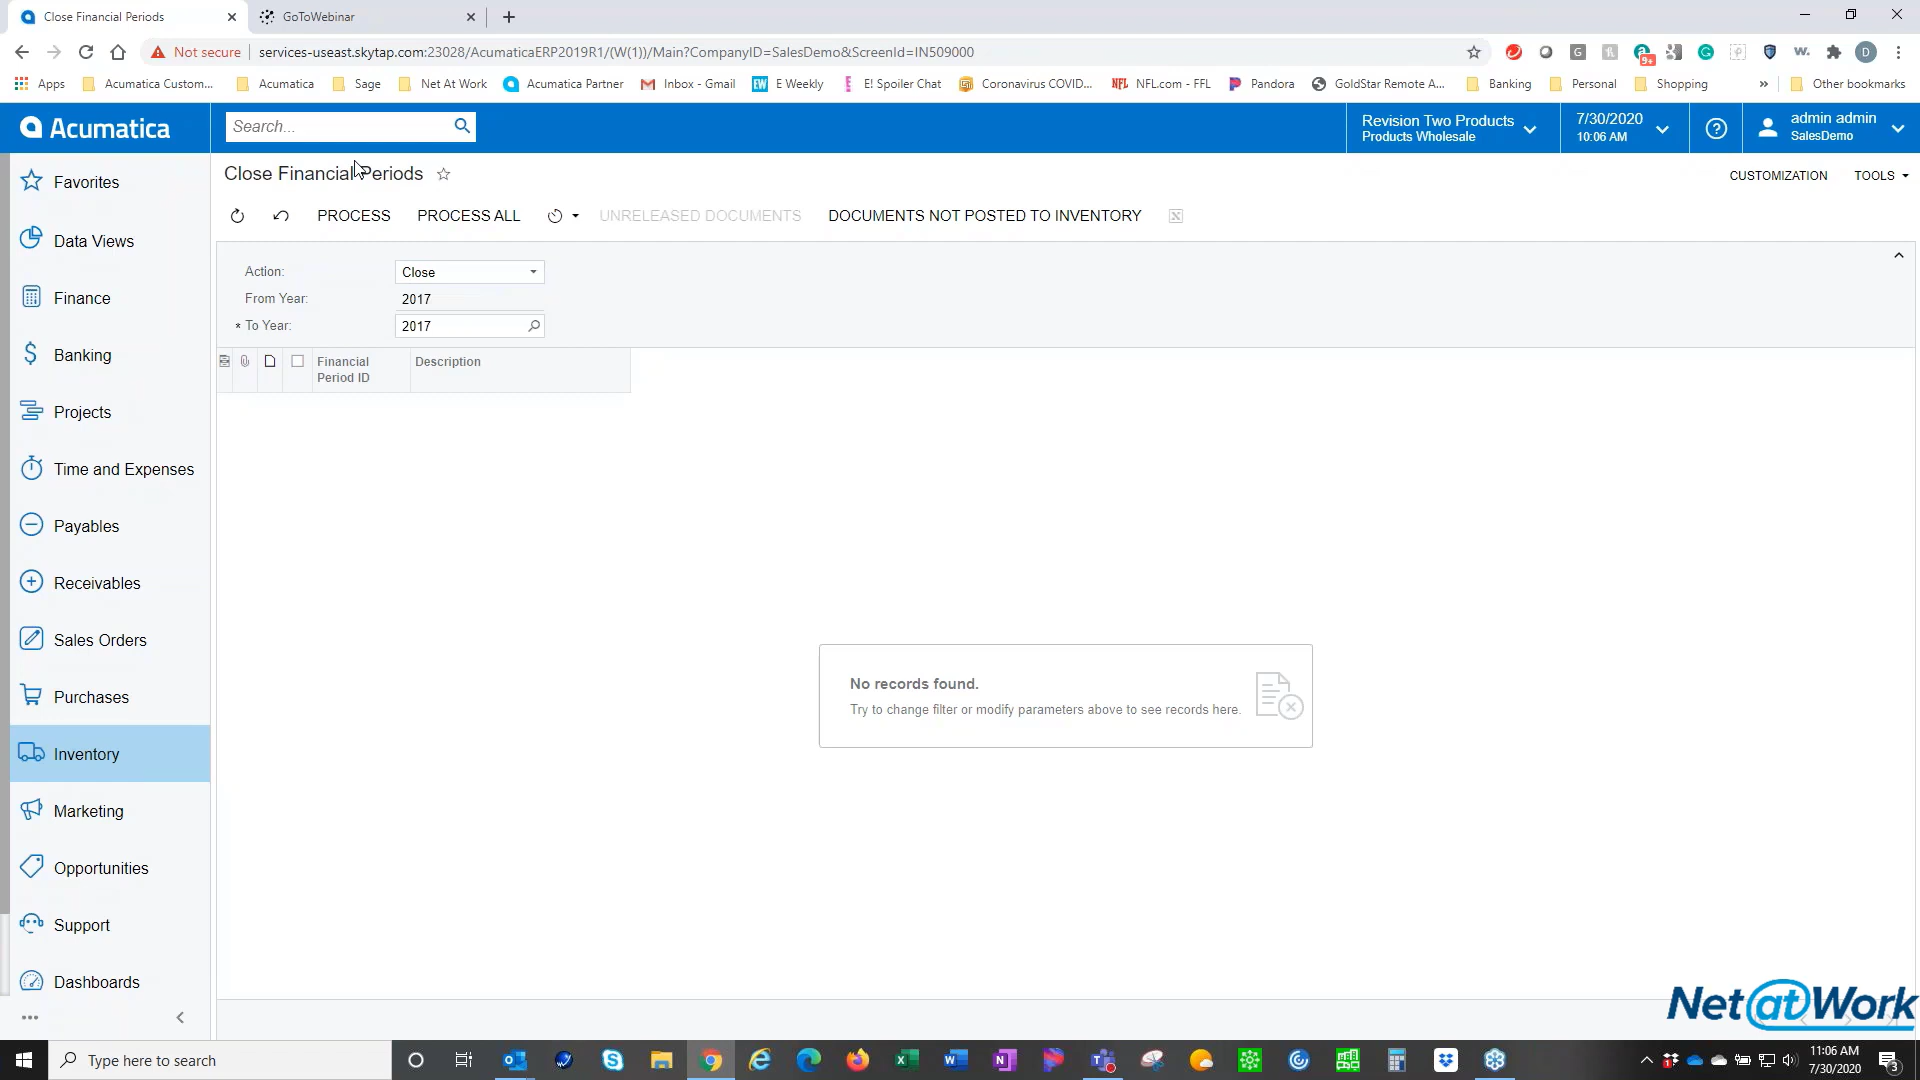 Close Financial Periods
GoToWebinar
Not secure
services-useast.skytap.com:23028/AcumaticaERP2019R1/(W(1))/Main?CompanyID=SalesDemo&ScreenId=IN509000
Apps
Acumatica Custom...
Acumatica
Sage
Net At Work
Acumatica Partner
Inbox - Gmail
E Weekly
E! Spoiler Chat
Coronavirus COVID...
NFL.com - FFL
Pandora
GoldStar Remote A...
Banking
Personal
Shopping
»
Other bookmarks
Acumatica
Search...
Revision Two Products
Products Wholesale
7/30/2020
10:06 AM
admin admin
SalesDemo
Close Financial Periods
CUSTOMIZATION
TOOLS
PROCESS
PROCESS ALL
UNRELEASED DOCUMENTS
DOCUMENTS NOT POSTED TO INVENTORY
Action:
Close
From Year:
2017
* To Year:
2017
Financial
Period ID
Description
No records found.
Try to change filter or modify parameters above to see records here.
Favorites
Data Views
Finance
Banking
Projects
Time and Expenses
Payables
Receivables
Sales Orders
Purchases
Inventory
Marketing
Opportunities
Support
Dashboards
Net at Work
Type here to search
11:06 AM
7/30/2020
3